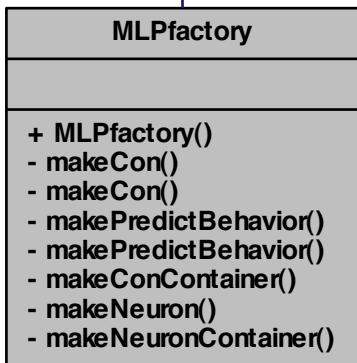 MLPfactory
+ MLPfactory()
- makeCon()
- makeCon()
- makePredictBehavior()
- makePredictBehavior()
- makeConContainer()
- makeNeuron()
- makeNeuronContainer()